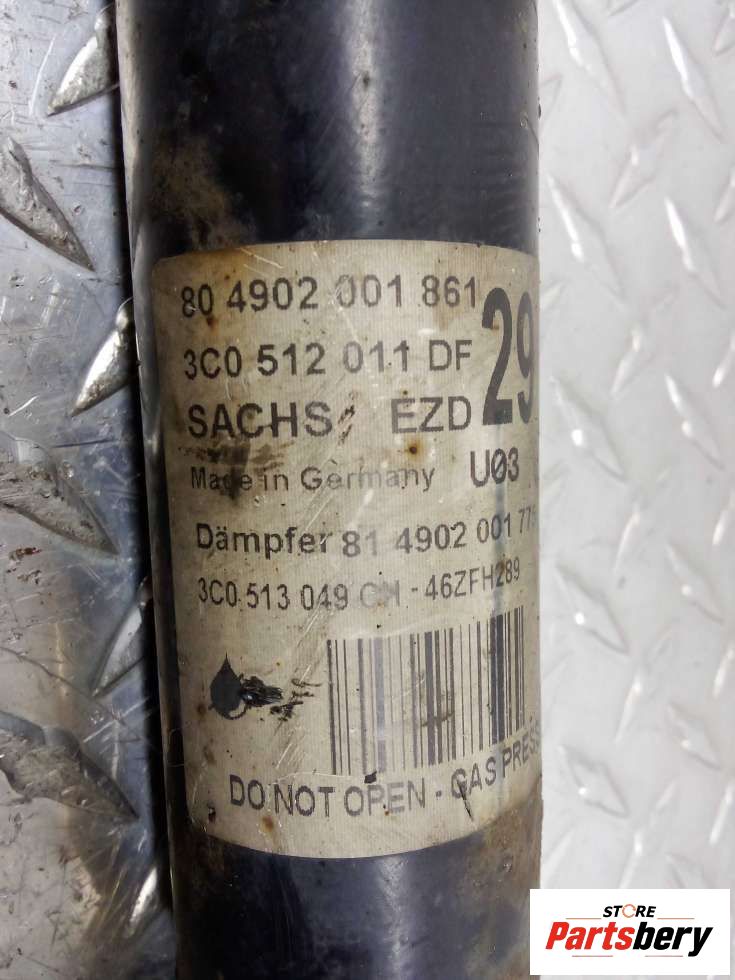 80 4902 001 861
3C0 512 011 DF 29
SACHS EZD
Made in Germany U03
Dämpfer 81 4902 001
3C0 513 049 - 46ZFH289
DO NOT OPEN - GAS
STORE
Partsbery